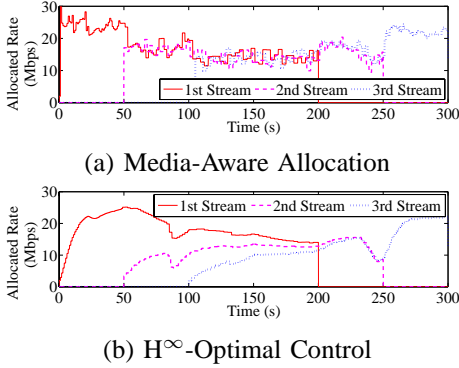 Allocated Rate
(Mbps)
30
20
10
0
0 50 100 150 200 250 300
1st Stream 2nd Stream 3rd Stream
Time (s)
(a) Media-Aware Allocation
Allocated Rate
(Mbps)
30
20
10
0
0 50 100 150 200 250 300
1st Stream 2nd Stream 3rd Stream
Time (s)
(b) H∞-Optimal Control